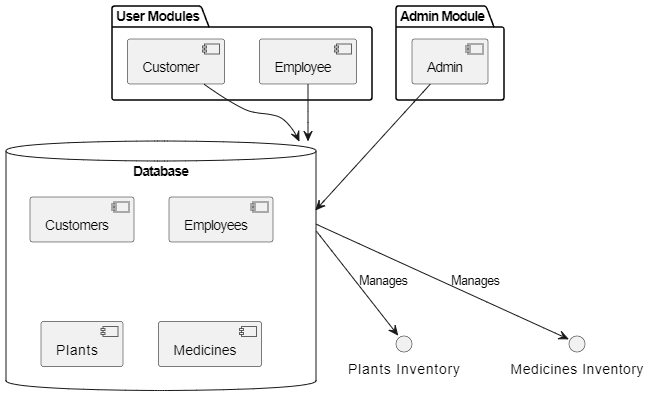 User Modules
Admin Module
Customer
Employee
Admin
Database
Customers
Employees
Manages
Manages
Plants
Medicines
Plants Inventory
Medicines Inventory